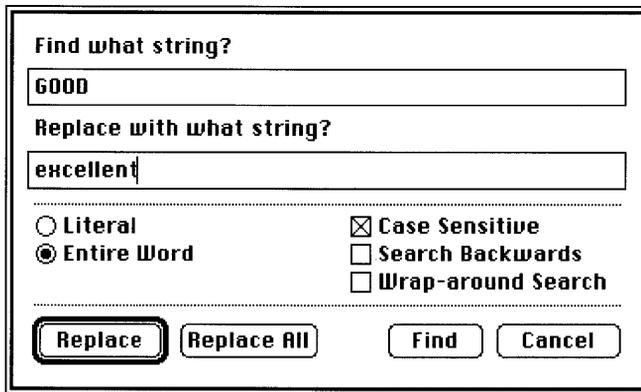 Find what string?
GOOD
Replace with what string?
excellent
Literal
Case Sensitive
Entire Word
Search Backwards
Wrap-around Search
Replace
Replace All
Find
Cancel